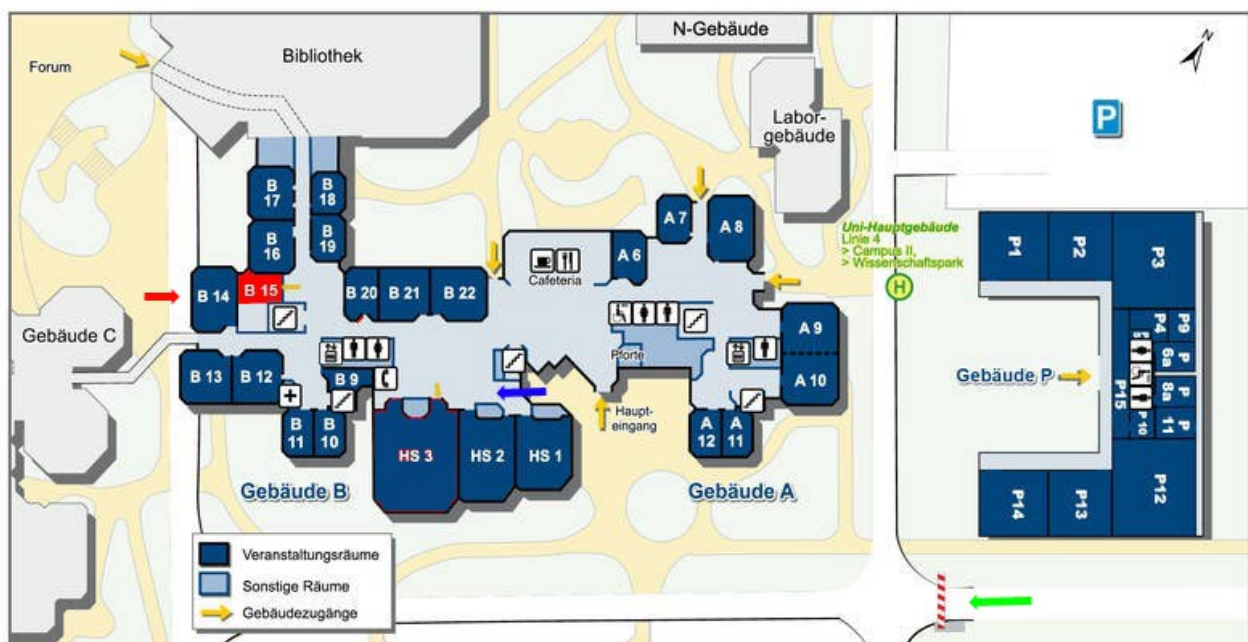 N-Gebäude
Bibliothek
Forum
Labor-
gebäude
P
N
B
17
B
18
B
16
B
19
A 7
A 8
A 6
Cafeteria
Uni-Hauptgebäude
Linie 4
> Campus II,
> Wissenschaftspark
H
P1
P2
P3
B 14
B 15
B 20
B 21
B 22
A 9
P4
P9
Gebäude C
Pforte
P5
6a
P
B 13
B 12
B 9
A 10
Gebäude P
P15
8a
P
Haupt-
eingang
P10
11
P
B
11
B
10
HS 3
HS 2
HS 1
A
12
A
11
Gebäude B
Gebäude A
P14
P13
P12
Veranstaltungsräume
Sonstige Räume
Gebäudezugänge